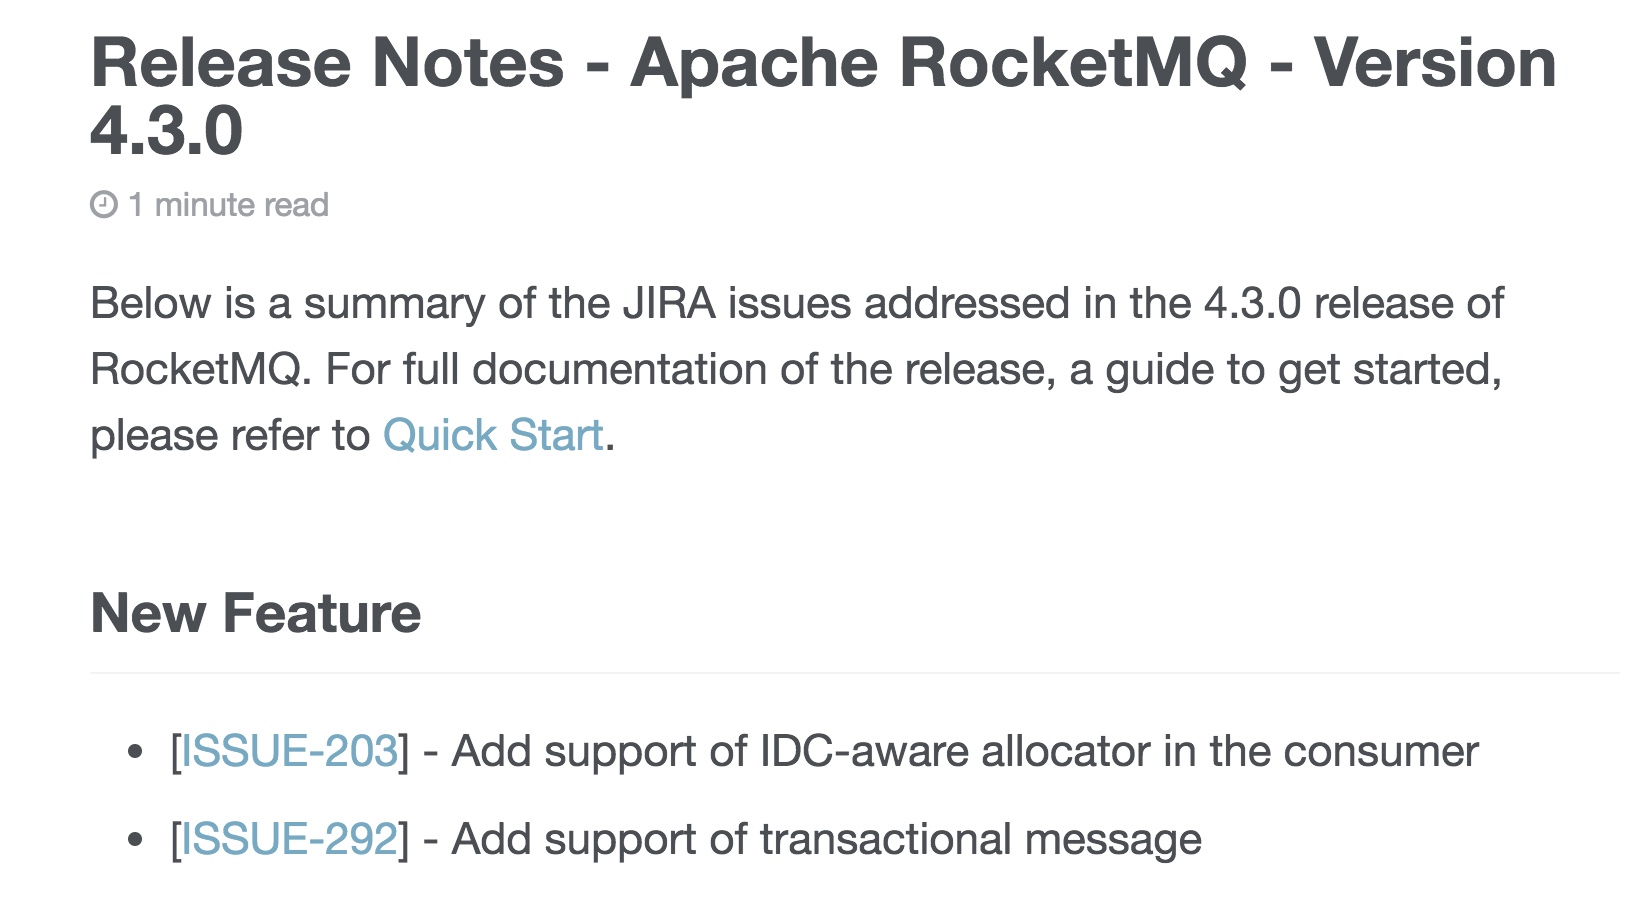 Release Notes - Apache RocketMQ - Version
4.3.0
1 minute read
Below is a summary of the JIRA issues addressed in the 4.3.0 release of
RocketMQ. For full documentation of the release, a guide to get started,
please refer to Quick Start.
New Feature
• [ISSUE-203] - Add support of IDC-aware allocator in the consumer
• [ISSUE-292] - Add support of transactional message